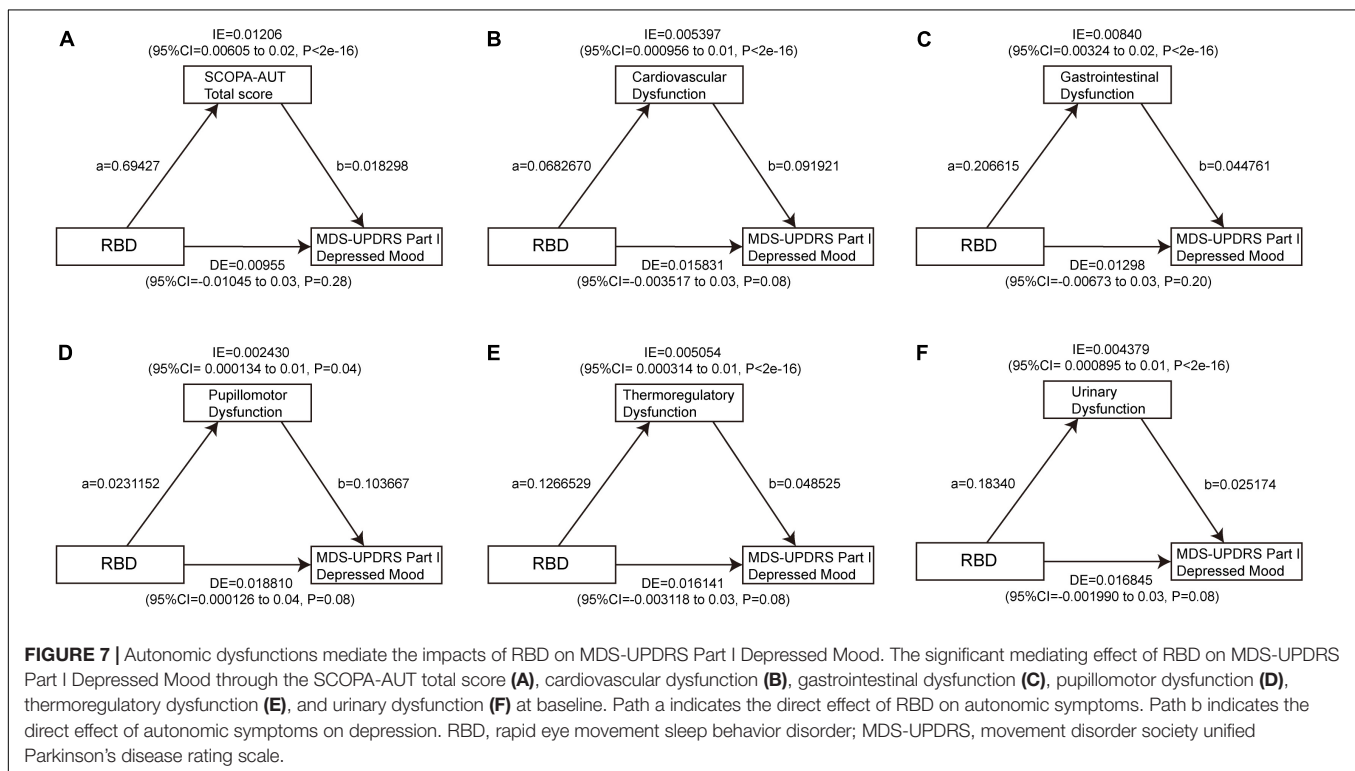 A
IE=0.01206
(95%CI=0.00605 to 0.02, P<2e-16)
SCOPA-AUT
Total score
a=0.69427
b=0.018298
RBD
MDS-UPDRS Part I
Depressed Mood
DE=0.00955
(95%CI=-0.01045 to 0.03, P=0.28)
B
IE=0.005397
(95%CI=0.000956 to 0.01, P<2e-16)
Cardiovascular
Dysfunction
a=0.0682670
b=0.091921
RBD
MDS-UPDRS Part I
Depressed Mood
DE=0.015831
(95%CI=-0.003517 to 0.03, P=0.08)
C
IE=0.00840
(95%CI=0.00324 to 0.02, P<2e-16)
Gastrointestinal
Dysfunction
a=0.206615
b=0.044761
RBD
MDS-UPDRS Part I
Depressed Mood
DE=0.01298
(95%CI=-0.00673 to 0.03, P=0.20)
D
IE=0.002430
(95%CI= 0.000134 to 0.01, P=0.04)
Pupillomotor
Dysfunction
a=0.0231152
b=0.103667
RBD
MDS-UPDRS Part I
Depressed Mood
DE=0.018810
(95%CI=0.000126 to 0.04, P=0.08)
E
IE=0.005054
(95%CI= 0.000314 to 0.01, P<2e-16)
Thermoregulatory
Dysfunction
a=0.1266529
b=0.048525
RBD
MDS-UPDRS Part I
Depressed Mood
DE=0.016141
(95%CI=-0.003118 to 0.03, P=0.08)
F
IE=0.004379
(95%CI= 0.000895 to 0.01, P<2e-16)
Urinary
Dysfunction
a=0.18340
b=0.025174
RBD
MDS-UPDRS Part I
Depressed Mood
DE=0.016845
(95%CI=-0.001990 to 0.03, P=0.08)
FIGURE 7 | Autonomic dysfunctions mediate the impacts of RBD on MDS-UPDRS Part I Depressed Mood. The significant mediating effect of RBD on MDS-UPDRS
Part I Depressed Mood through the SCOPA-AUT total score (A), cardiovascular dysfunction (B), gastrointestinal dysfunction (C), pupillomotor dysfunction (D),
thermoregulatory dysfunction (E), and urinary dysfunction (F) at baseline. Path a indicates the direct effect of RBD on autonomic symptoms. Path b indicates the
direct effect of autonomic symptoms on depression. RBD, rapid eye movement sleep behavior disorder; MDS-UPDRS, movement disorder society unified
Parkinson's disease rating scale.